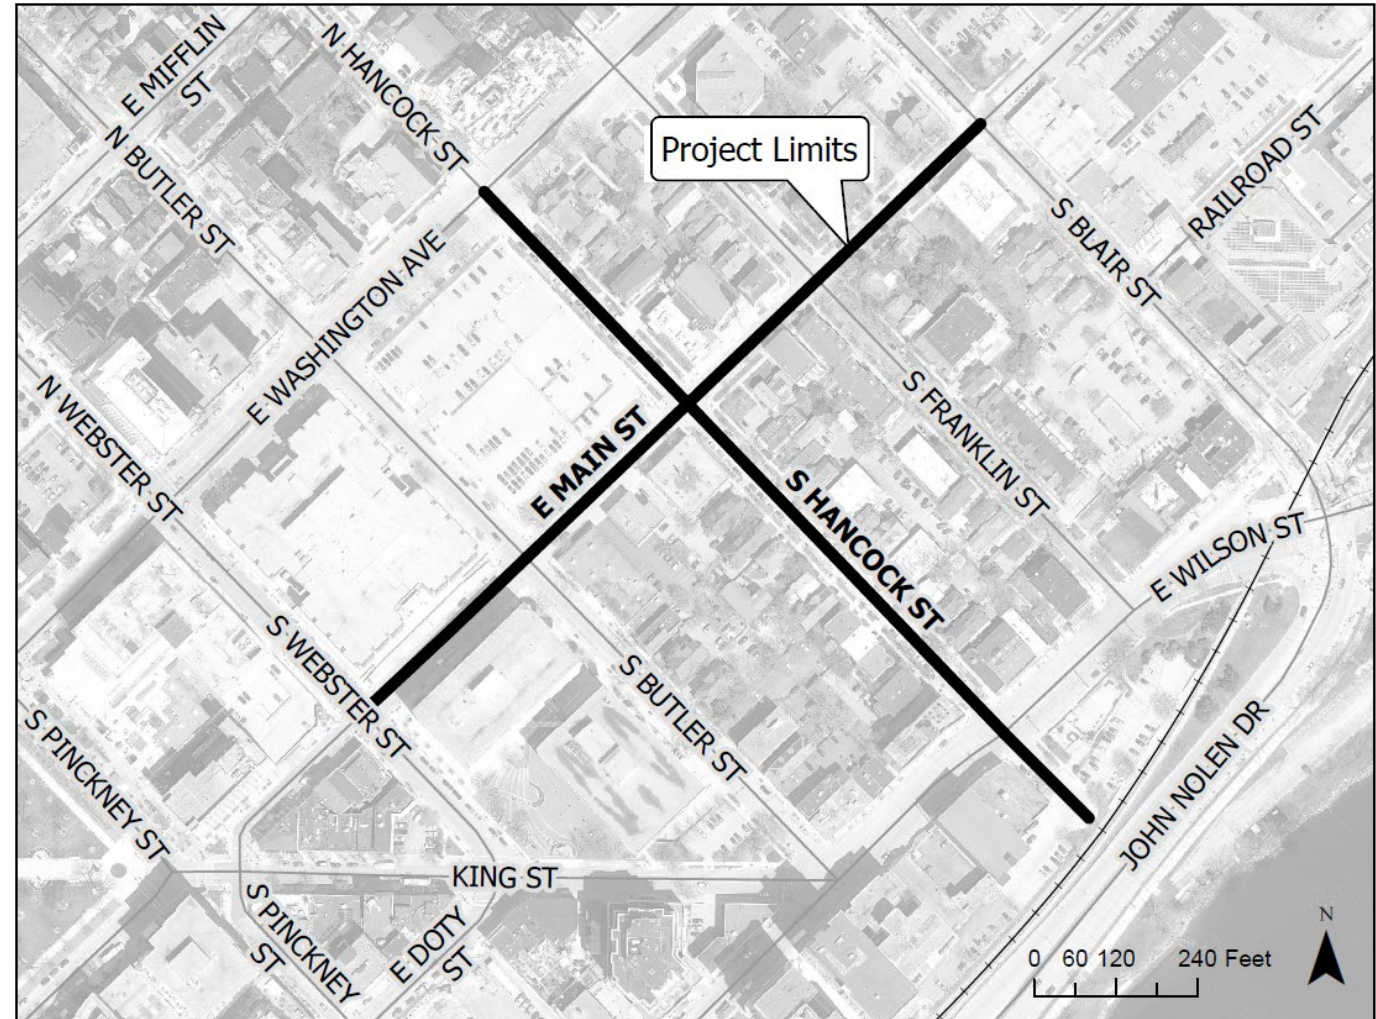 E MIFFLIN
ST
N HANCOCK ST
N BUTLER ST
Project Limits
RAILROAD ST
S BLAIR ST
E WASHINGTON AVE
N WEBSTER ST
E MAIN ST
S FRANKLIN ST
S HANCOCK ST
E WILSON ST
S WEBSTER ST
S BUTLER ST
S PINCKNEY ST
JOHN NOLEN DR
KING ST
S PINCKNEY
ST
E DOTY
ST
N
0 60 120 240 Feet